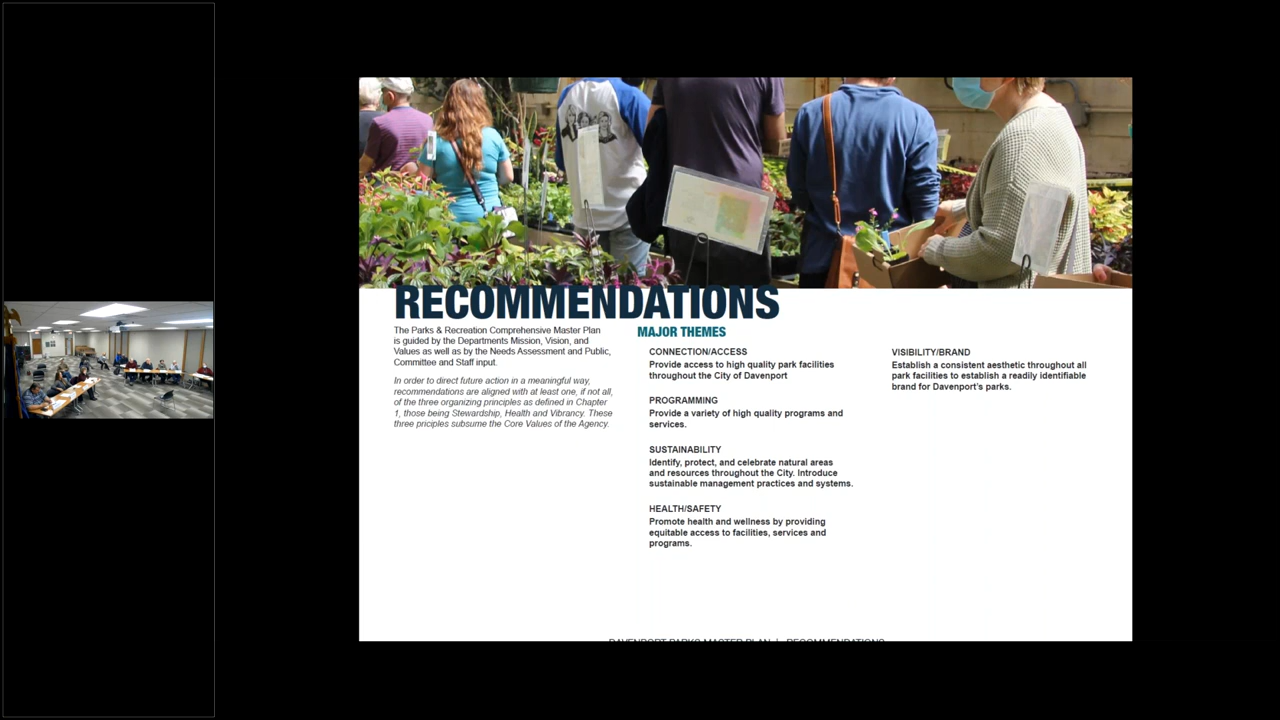 RECOMMENDATIONS
The Parks & Recreation Comprehensive Master Plan
is guided by the Departments Mission, Vision, and
Values as well as by the Needs Assessment and Public,
Committee and Staff input.
In order to direct future action in a meaningful way,
recommendations are aligned with at least one, if not all,
of the three organizing principles as defined in Chapter
1, those being Stewardship, Health and Vibrancy. These
three priciples subsume the Core Values of the Agency.
MAJOR THEMES
CONNECTION/ACCESS
Provide access to high quality park facilities
throughout the City of Davenport
PROGRAMMING
Provide a variety of high quality programs and
services.
SUSTAINABILITY
Identify, protect, and celebrate natural areas
and resources throughout the City. Introduce
sustainable management practices and systems.
HEALTH/SAFETY
Promote health and wellness by providing
equitable access to facilities, services and
programs.
VISIBILITY/BRAND
Establish a consistent aesthetic throughout all
park facilities to establish a readily identifiable
brand for Davenport's parks.
DAVENPORT PARKS MASTER PLAN | RECOMMENDATIONS